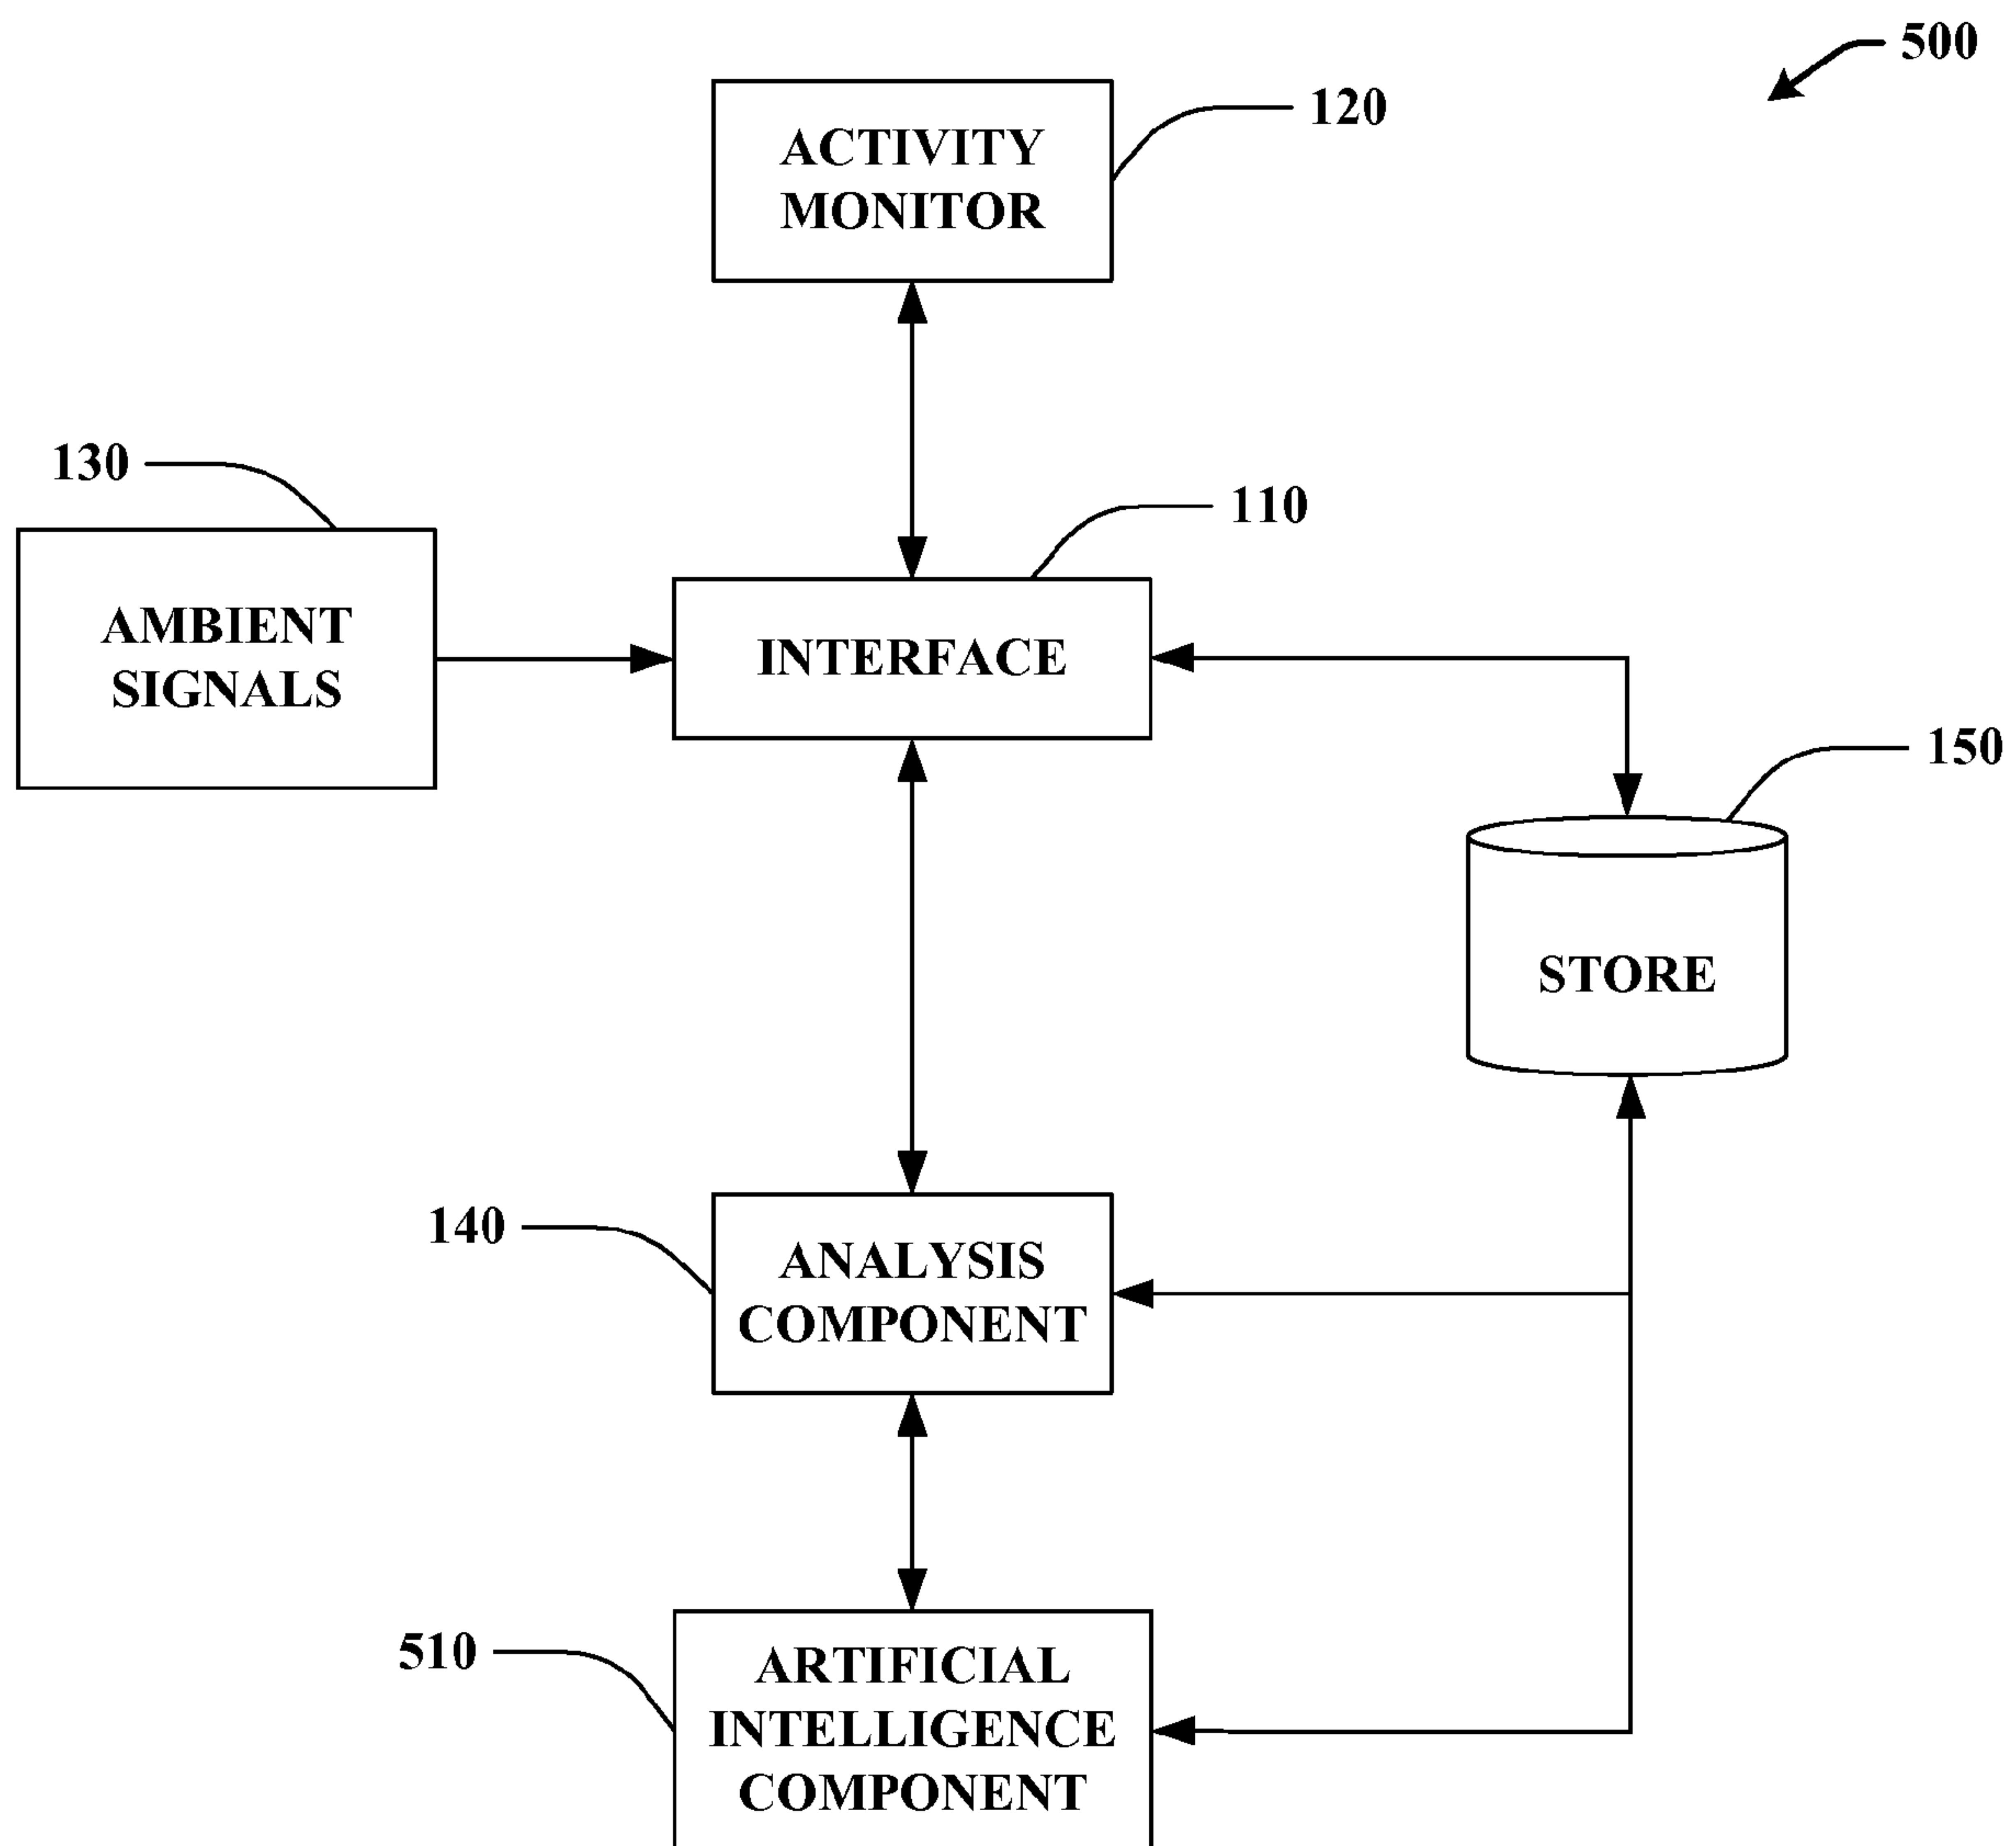 500
ACTIVITY
MONITOR
120
130
110
AMBIENT
SIGNALS
INTERFACE
150
STORE
140
ANALYSIS
COMPONENT
510
ARTIFICIAL
INTELLIGENCE
COMPONENT